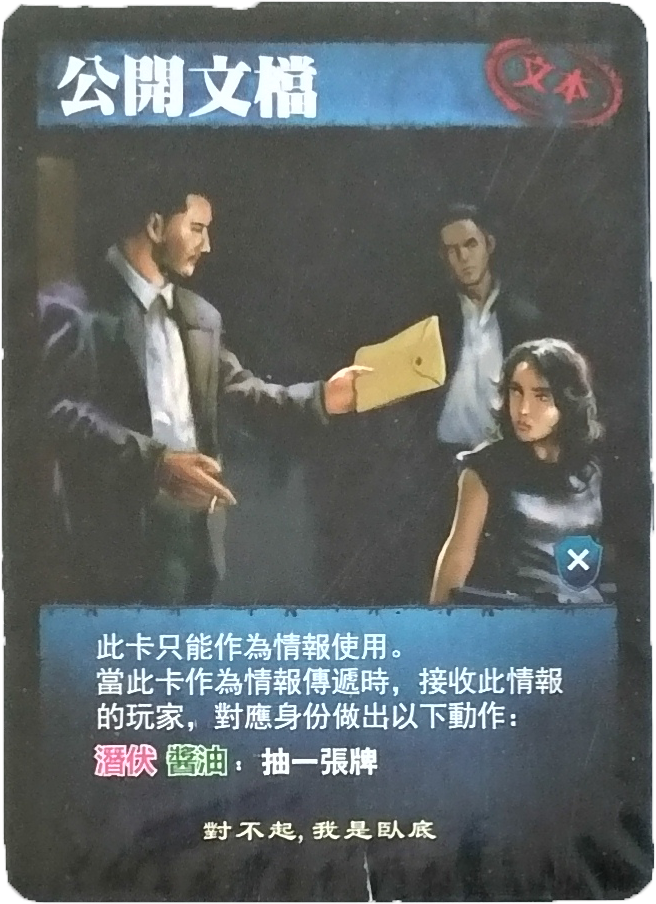 公開文檔
文本
此卡只能作為情報使用。
當此卡作為情報傳遞時，接收此情報
的玩家，對應身份做出以下動作：
潛伏 醬油：抽一張牌
對不起，我是臥底